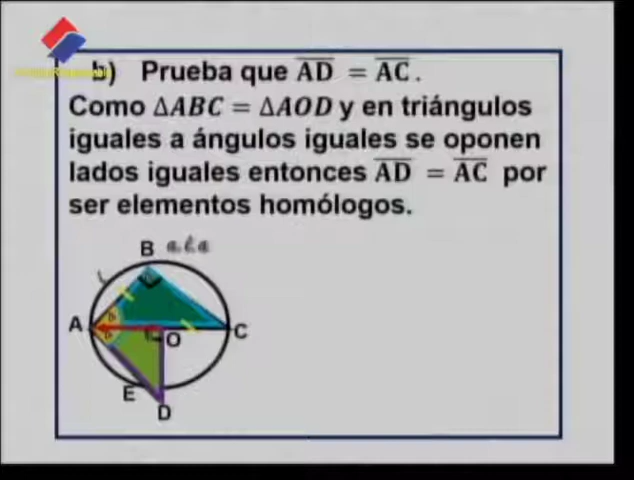 b) Prueba que AD = AC.
Como ΔABC = ΔAOD y en triángulos
iguales a ángulos iguales se oponen
lados iguales entonces AD = AC por
ser elementos homólogos.
B a l a
A
O
C
E
D